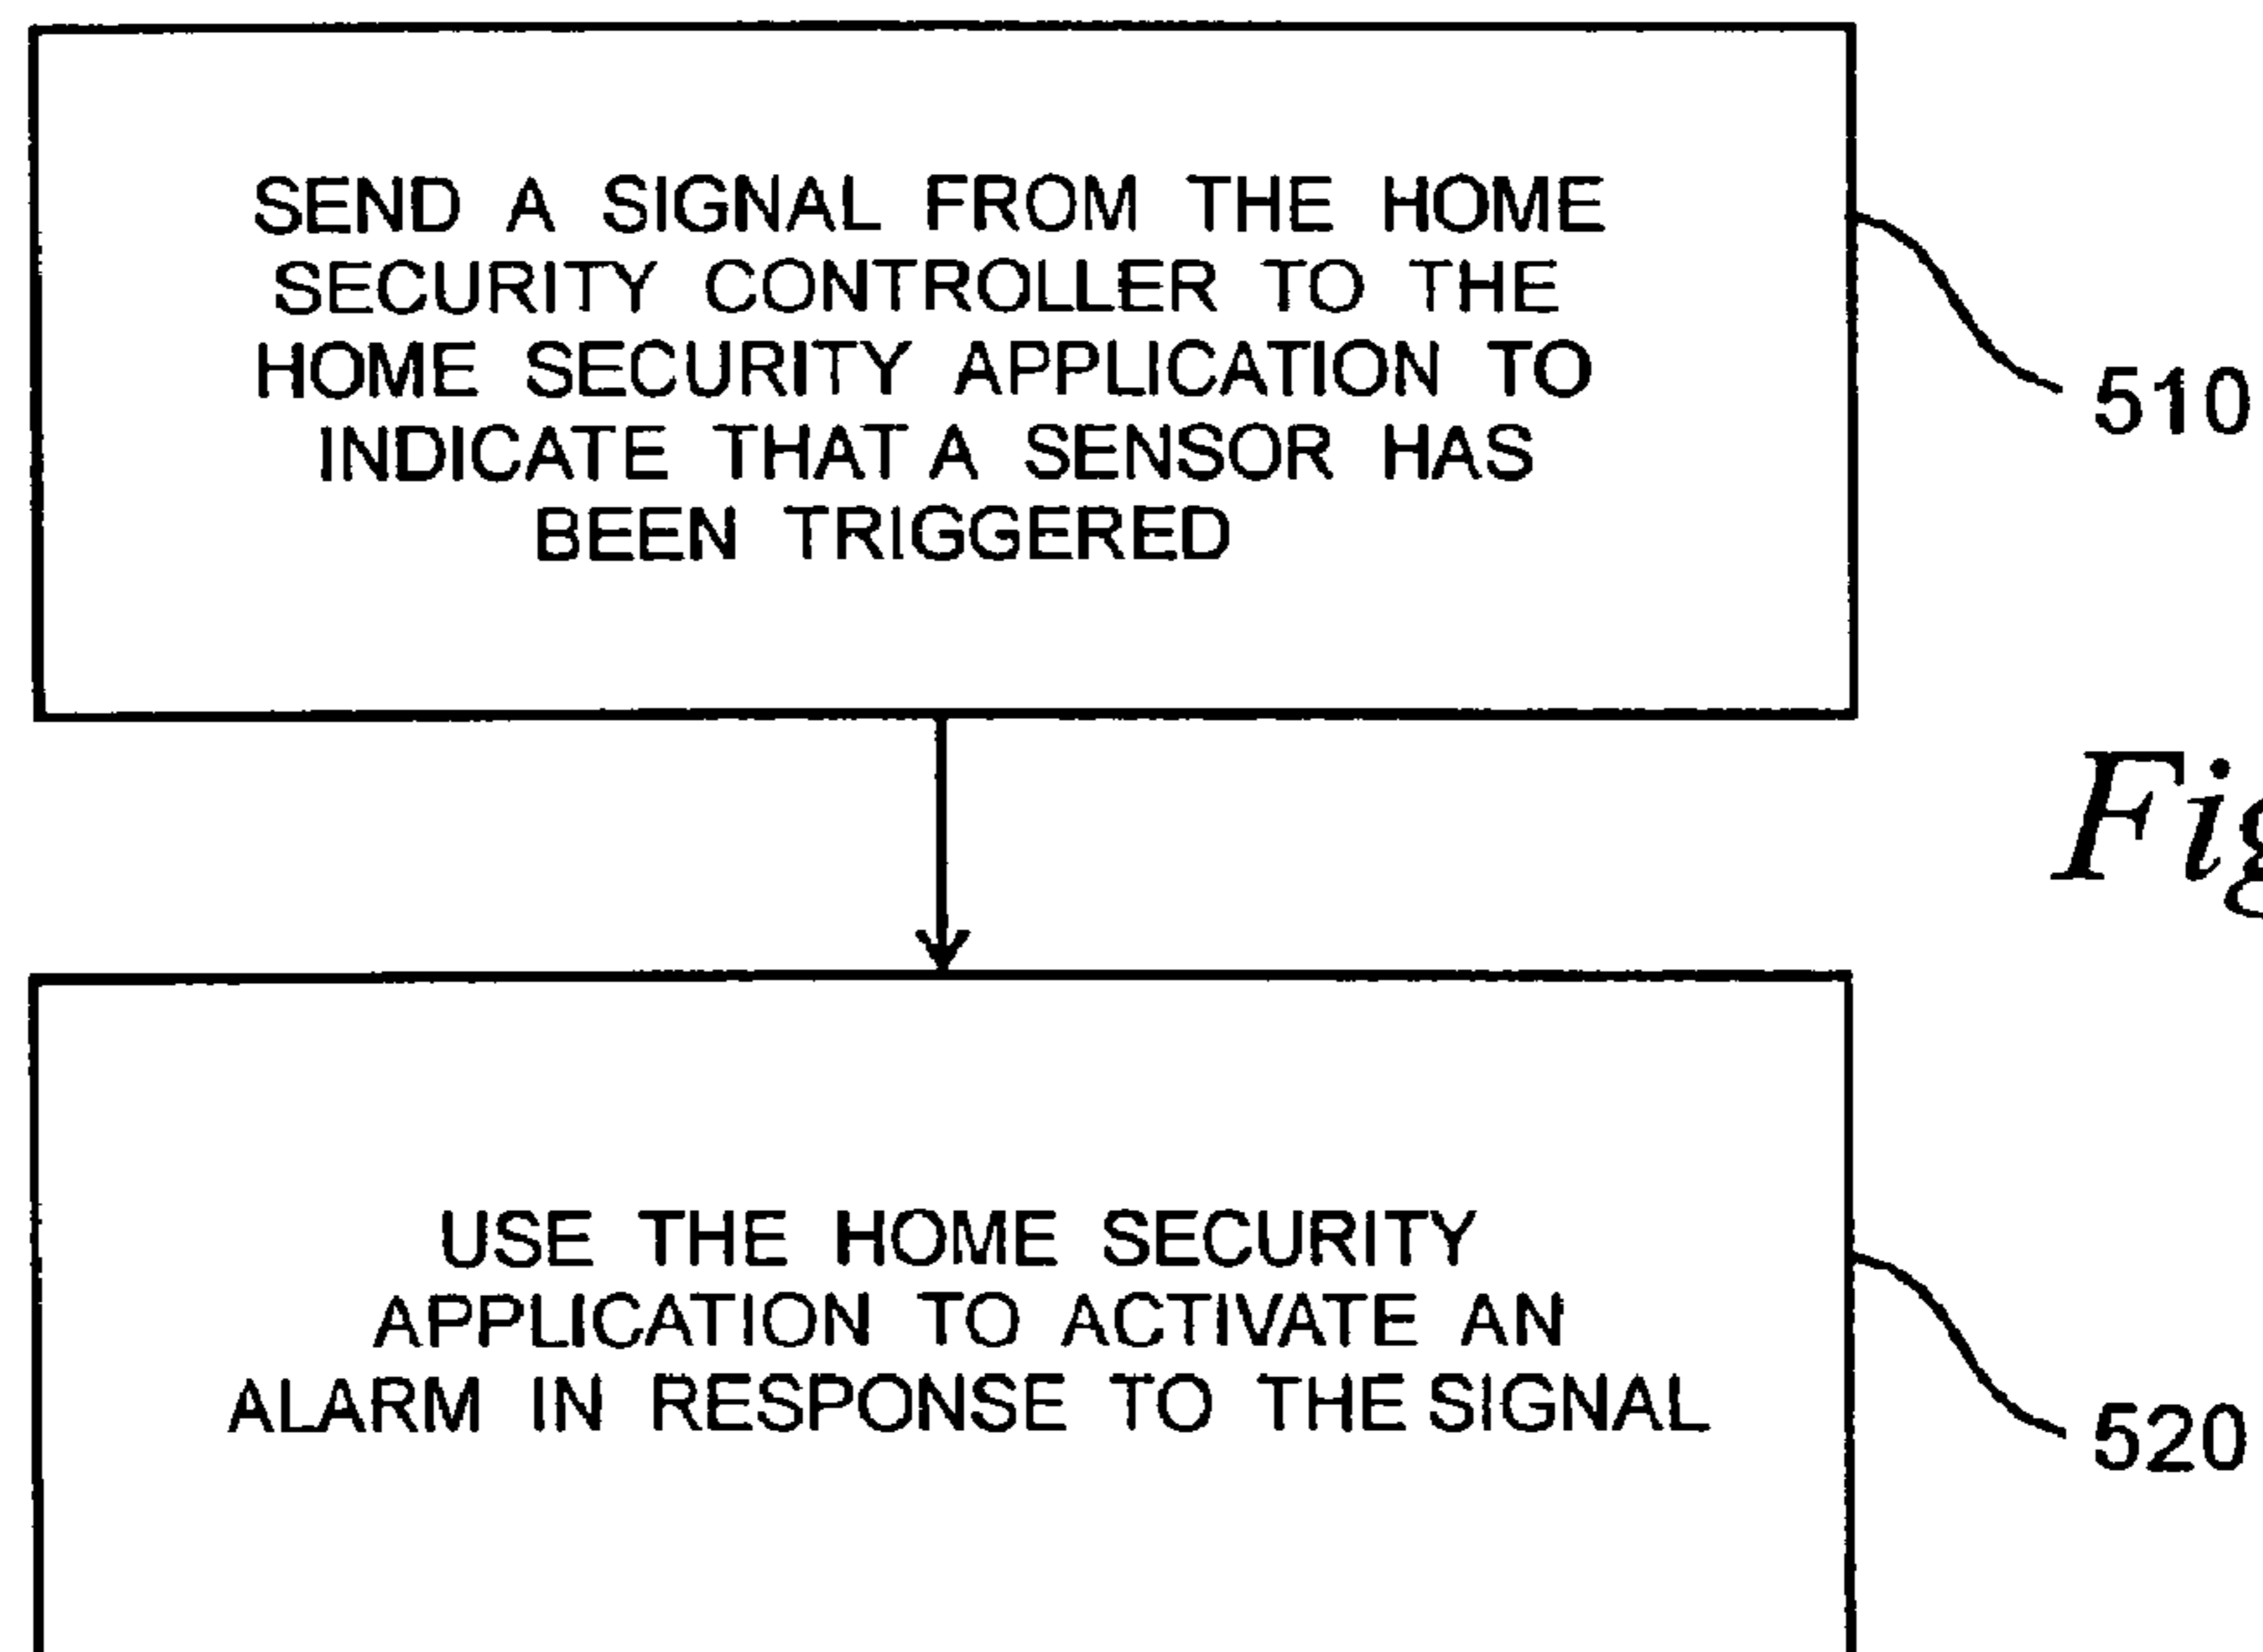 SEND A SIGNAL FROM THE HOME
SECURITY CONTROLLER TO THE
HOME SECURITY APPLICATION TO
INDICATE THAT A SENSOR HAS
BEEN TRIGGERED
510
Fig
USE THE HOME SECURITY
APPLICATION TO ACTIVATE AN
ALARM IN RESPONSE TO THE SIGNAL
520